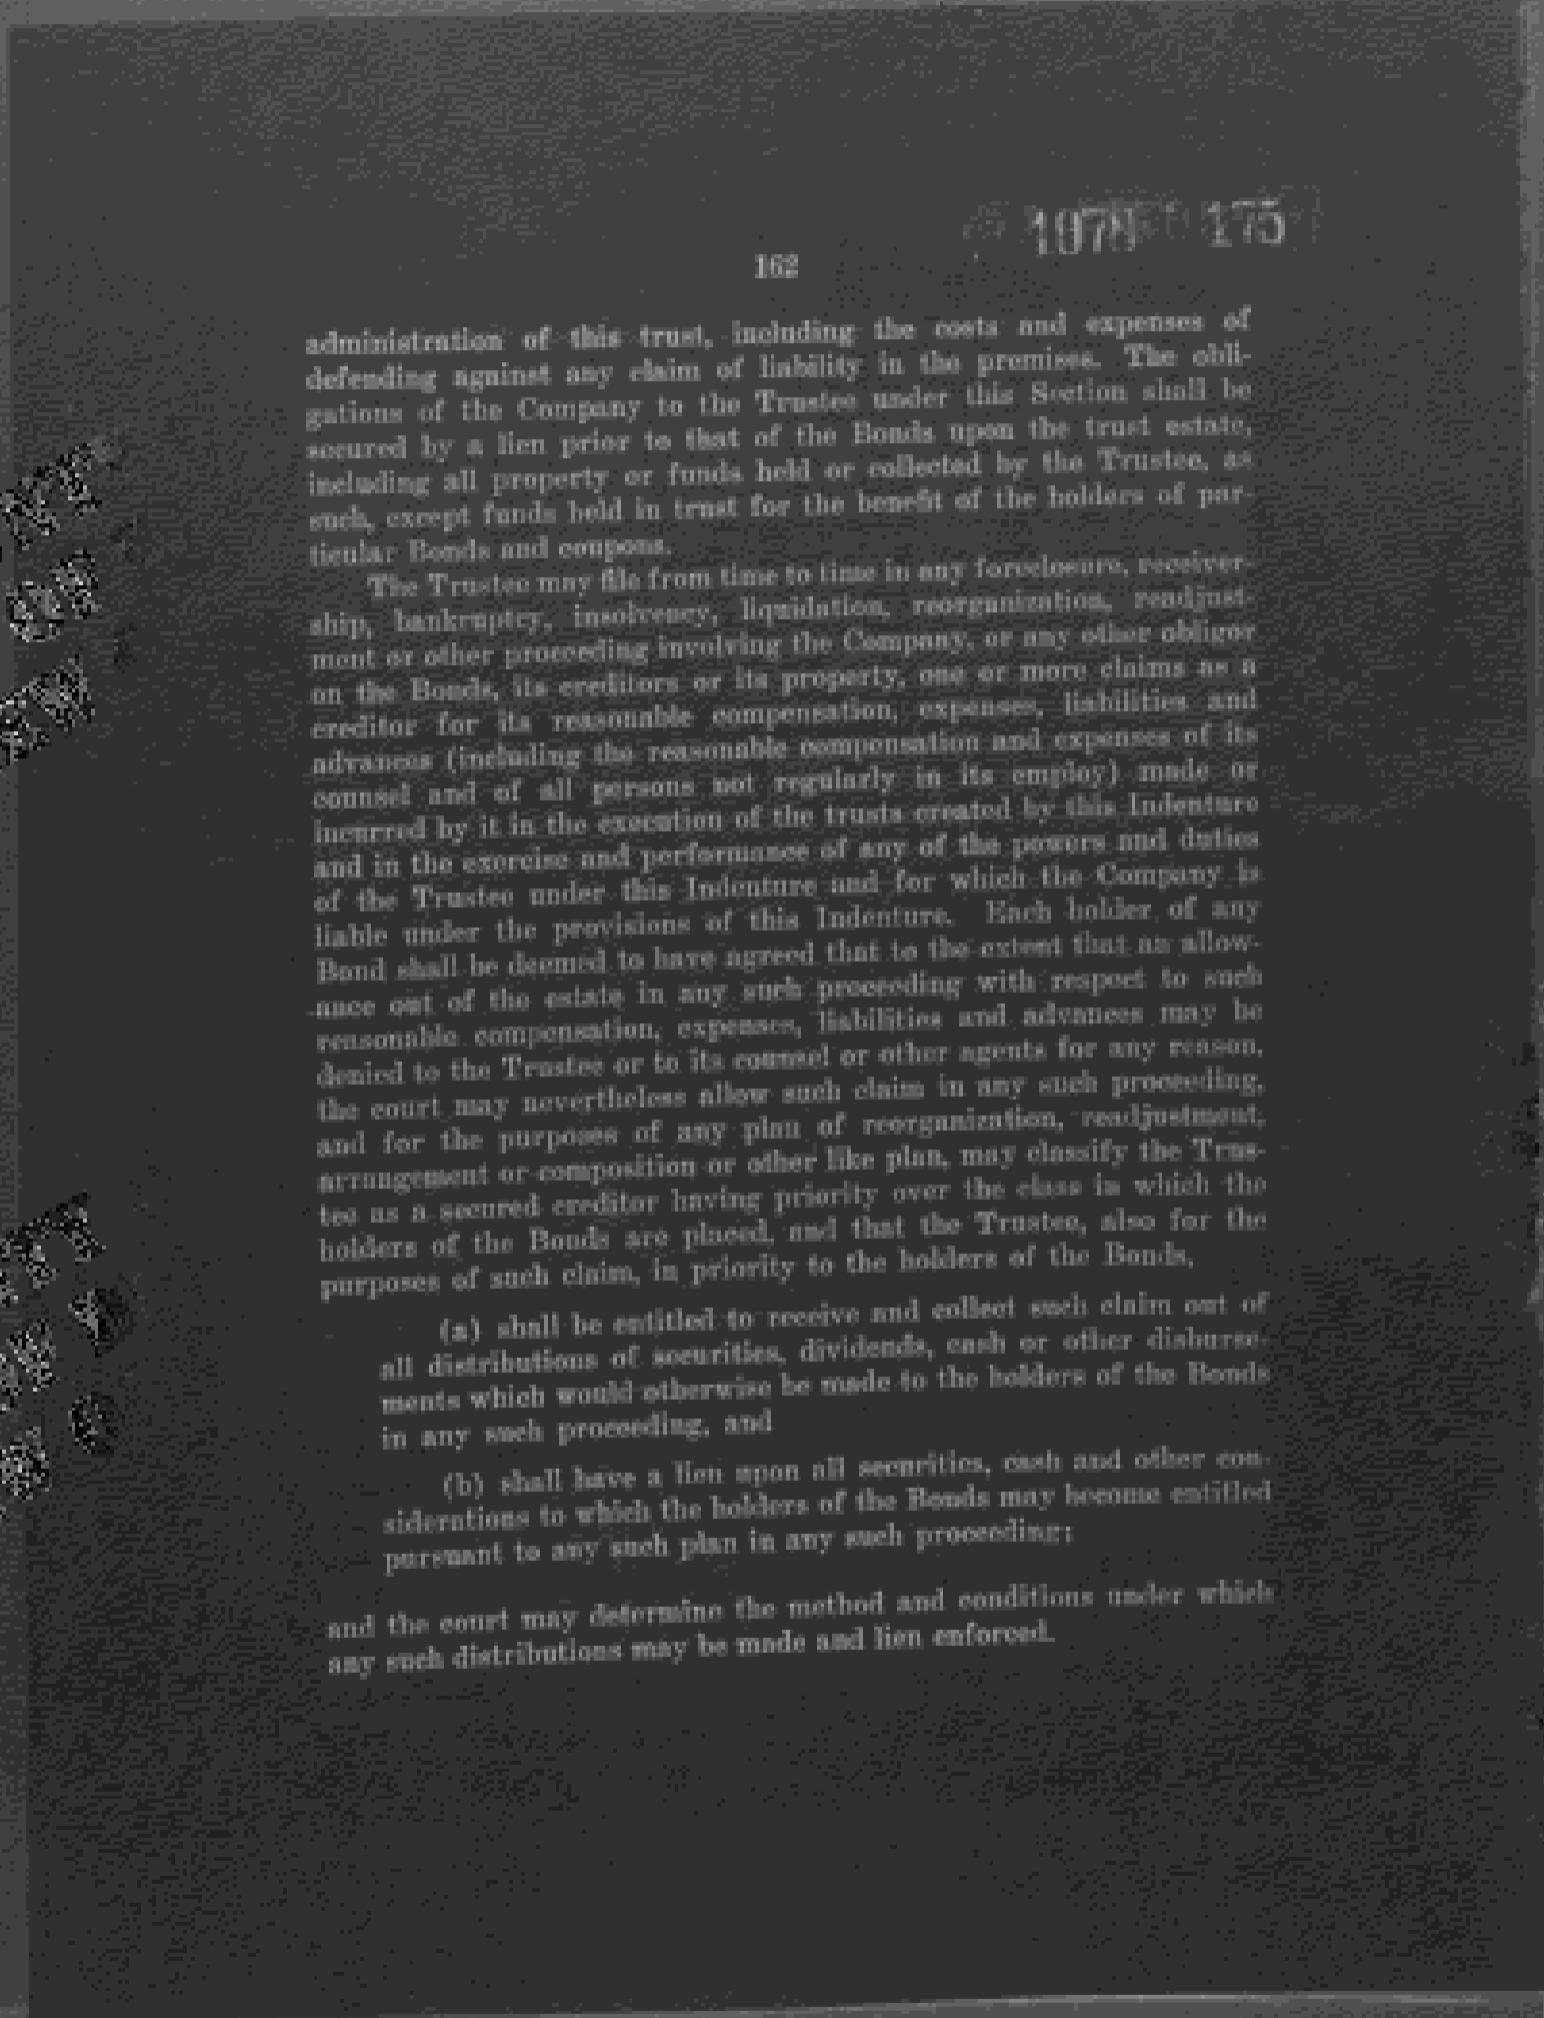 175
162
administration of this trust, including the costs and expenses of
defending against any claim of liability in the premises. The obli-
gations of the Company to the Trustee under this Section shall be
secured by a lien prior to that of the Bonds upon the trust estate,
including all property or funds held or collected by the Trustee, as
such, except funds held in trust for the benefit of the holders of par-
ticular Bonds and coupons.
The Trustee may file from time to time in any foreclosure, receiver-
ship, bankruptcy, insolvency, liquidation, reorganization, readjust-
ment or other proceeding involving the Company, or any other obligor
on the Bonds, its creditors or its property, one or more claims as a
creditor for its reasonable compensation, expenses, liabilities and
advances (including the reasonable compensation and expenses of its
counsel and of all persons not regularly in its employ) made or
incurred by it in the execution of the trusts created by this Indenture
and in the exercise and performance of any of the powers and duties
of the Trustee under this Indenture and for which the Company is
liable under the provisions of this Indenture. Each holder of any
Bond shall be deemed to have agreed that to the extent that an allow-
ance out of the estate in any such proceeding with respect to such
reasonable compensation, expenses, liabilities and advances may be
denied to the Trustee or to its counsel or other agents for any reason,
the court may nevertheless allow such claim in any such proceeding,
and for the purposes of any plan of reorganization, readjustment,
arrangement or composition or other like plan, may classify the Trus-
tee as a secured creditor having priority over the class in which the
holders of the Bonds are placed, and that the Trustee, also for the
purposes of such claim, in priority to the holders of the Bonds,
(a) shall be entitled to receive and collect such claim out of
all distributions of securities, dividends, cash or other disburse-
ments which would otherwise be made to the holders of the Bonds
in any such proceeding, and
(b) shall have a lien upon all securities, cash and other con-
siderations to which the holders of the Bonds may become entitled
pursuant to any such plan in any such proceeding;
and the court may determine the method and conditions under which
any such distributions may be made and lien enforced.